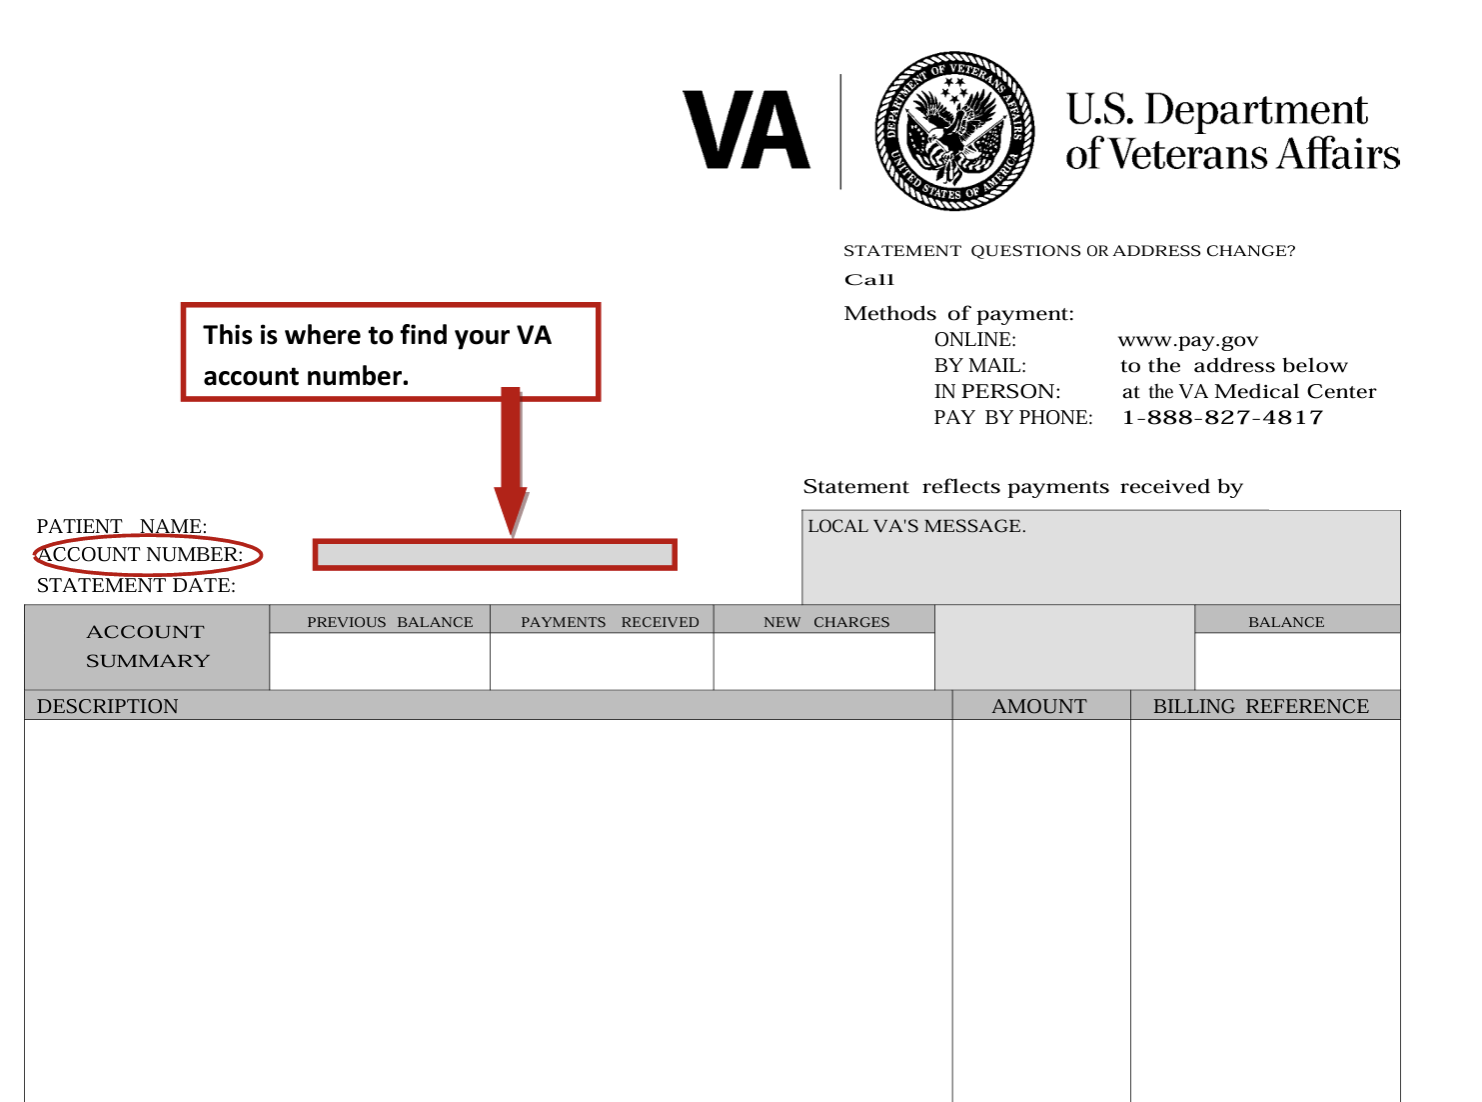 VA
DEPARTMENT OF VETERANS AFFAIRS
UNITED STATES OF AMERICA
U.S. Department
of Veterans Affairs
STATEMENT QUESTIONS OR ADDRESS CHANGE?
Call
Methods of payment:
ONLINE: www.pay.gov
BY MAIL: to the address below
IN PERSON: at the VA Medical Center
PAY BY PHONE: 1-888-827-4817
This is where to find your VA
account number.
Statement reflects payments received by
LOCAL VA'S MESSAGE.
PATIENT NAME:
ACCOUNT NUMBER:
STATEMENT DATE:
ACCOUNT
SUMMARY
PREVIOUS BALANCE PAYMENTS RECEIVED NEW CHARGES BALANCE
DESCRIPTION AMOUNT BILLING REFERENCE